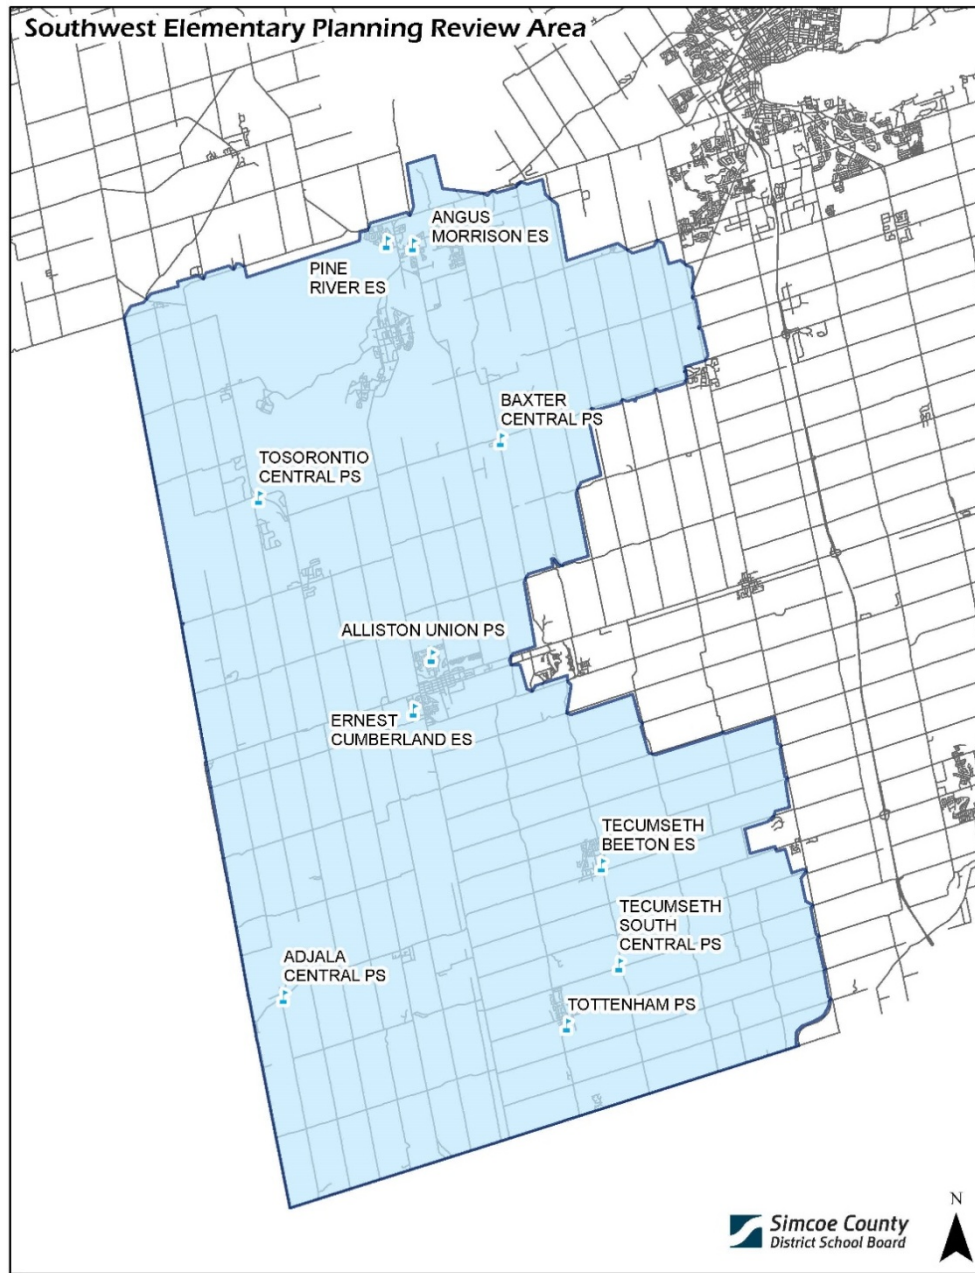 Southwest Elementary Planning Review Area
ANGUS
MORRISON ES
PINE
RIVER ES
BAXTER
CENTRAL PS
TOSORONTIO
CENTRAL PS
ALLISTON UNION PS
ERNEST
CUMBERLAND ES
TECUMSETH
BEETON ES
TECUMSETH
SOUTH
CENTRAL PS
ADJALA
CENTRAL PS
TOTTENHAM PS
Simcoe County
District School Board
N